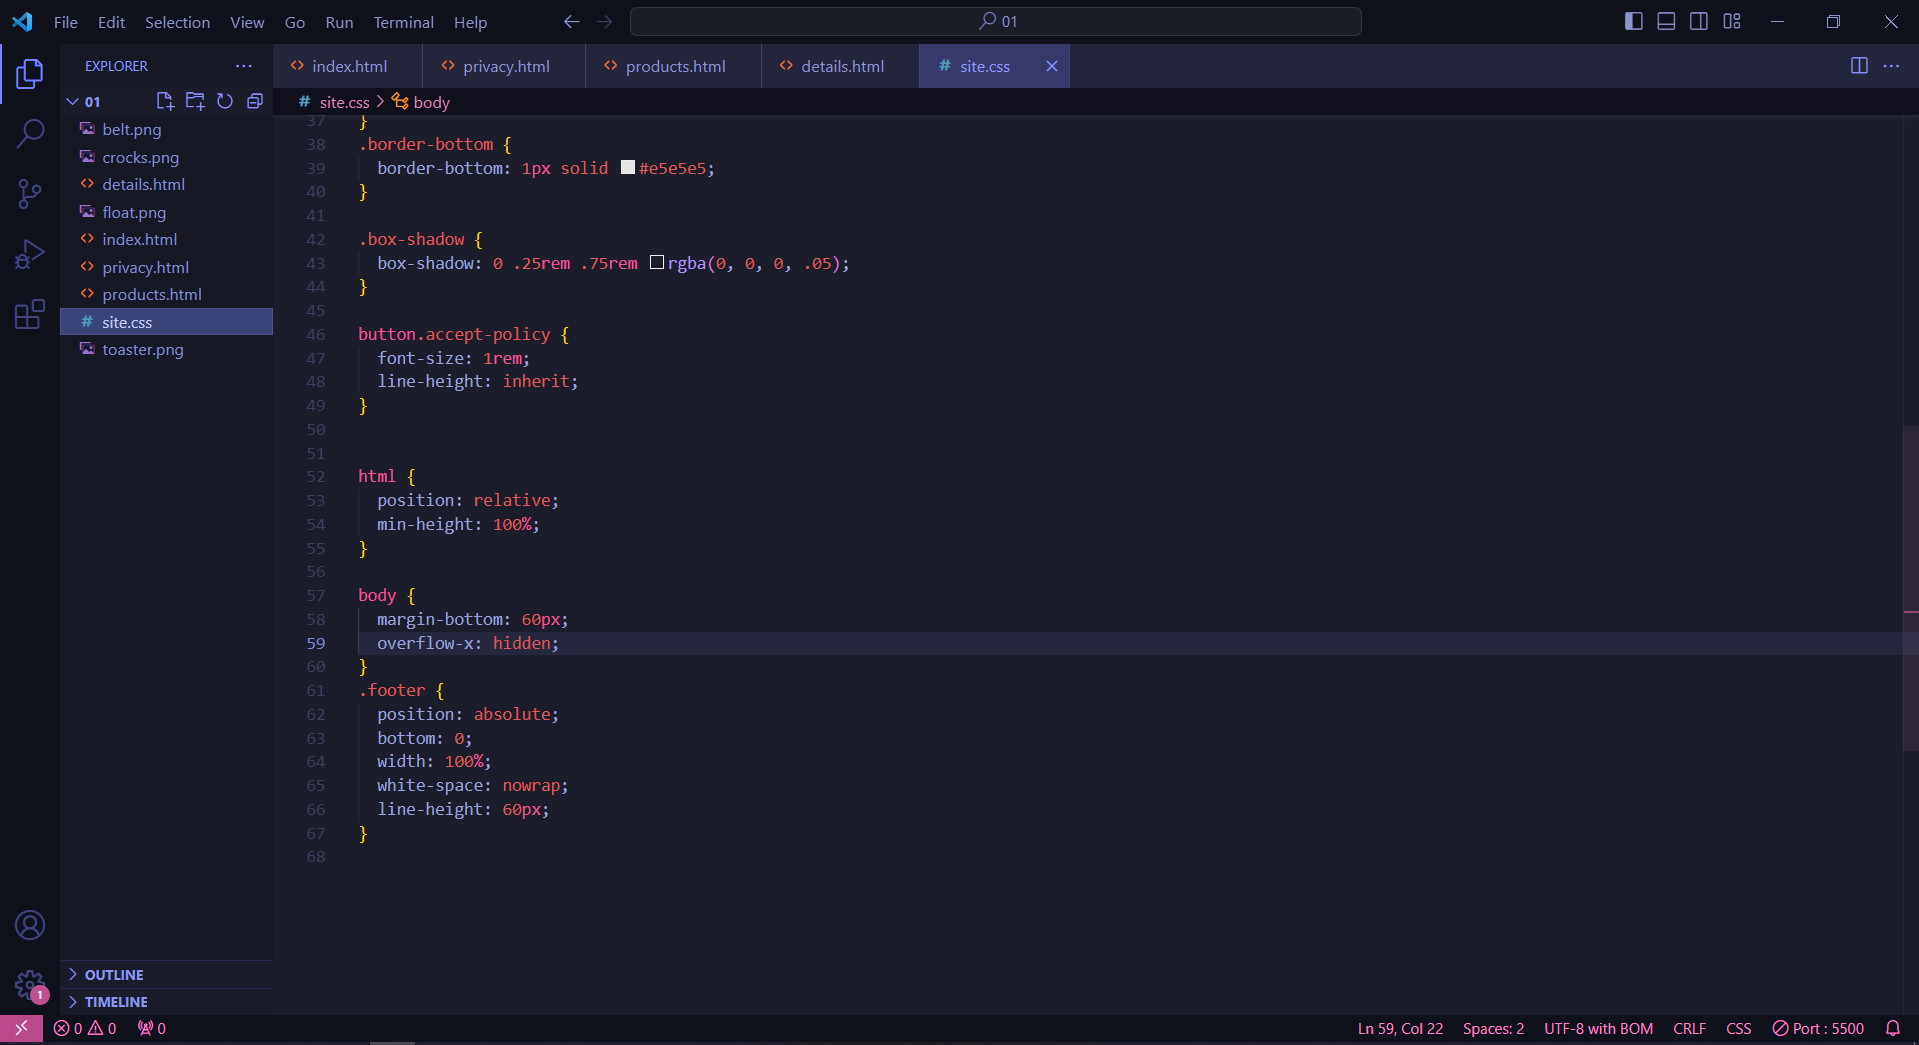 File Edit Selection View Go Run Terminal Help 01
EXPLORER
01
belt.png
crocks.png
details.html
float.png
index.html
privacy.html
products.html
site.css
toaster.png
OUTLINE
TIMELINE
index.html privacy.html products.html details.html site.css
site.css > body
37 }
38 .border-bottom {
39 border-bottom: 1px solid #e5e5e5;
40 }
41
42 .box-shadow {
43 box-shadow: 0 .25rem .75rem rgba(0, 0, 0, .05);
44 }
45
46 button.accept-policy {
47 font-size: 1rem;
48 line-height: inherit;
49 }
50
51
52 html {
53 position: relative;
54 min-height: 100%;
55 }
56
57 body {
58 margin-bottom: 60px;
59 overflow-x: hidden;
60 }
61 .footer {
62 position: absolute;
63 bottom: 0;
64 width: 100%;
65 white-space: nowrap;
66 line-height: 60px;
67 }
68
1
0 0 0 Ln 59, Col 22 Spaces: 2 UTF-8 with BOM CRLF CSS Port : 5500